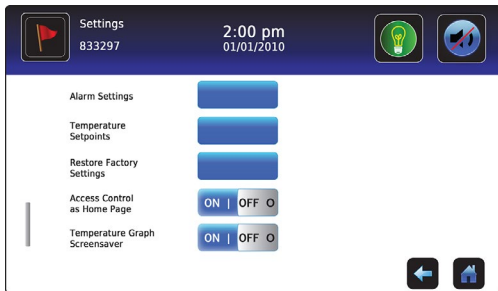 Settings
833297
2:00 pm
01/01/2010
Alarm Settings
Temperature
Setpoints
Restore Factory
Settings
Access Control
as Home Page
ON | OFF O
Temperature Graph
Screensaver
ON | OFF O